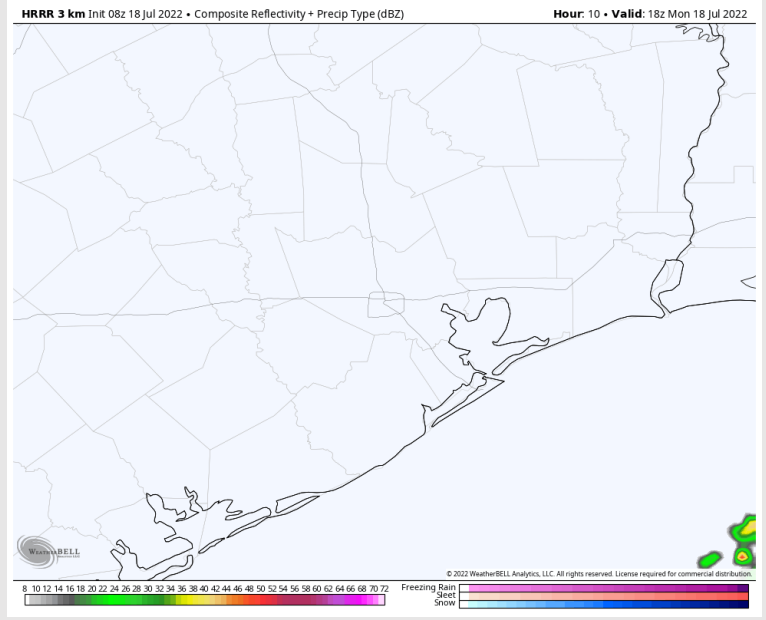 HRRR 3 km Init 08z 18 Jul 2022 • Composite Reflectivity + Precip Type (dBZ)
Hour: 10 • Valid: 18z Mon 18 Jul 2022
WEATHERBELL
© 2022 WeatherBELL Analytics, LLC. All rights reserved. License required for commercial distribution.
8 10 12 14 16 18 20 22 24 26 28 30 32 34 36 38 40 42 44 46 48 50 52 54 56 58 60 62 64 66 68 70 72
Freezing Rain
Sleet
Snow